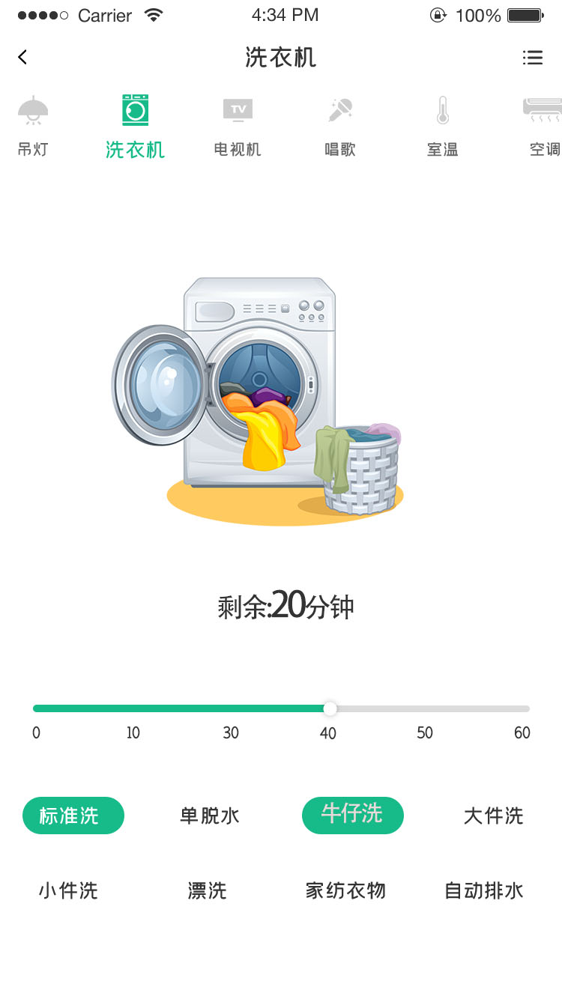 Carrier 4:34 PM 100%
洗衣机
TV
吊灯 洗衣机 电视机 唱歌 室温 空调
剩余:20分钟
0 10 30 40 50 60
标准洗 单脱水 牛仔洗 大件洗
小件洗 漂洗 家纺衣物 自动排水